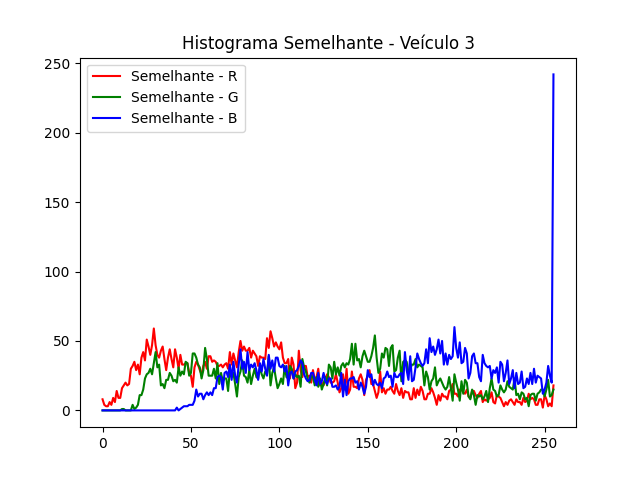 Histograma Semelhante - Veículo 3
Semelhante - R
Semelhante - G
Semelhante - B
250
200
150
100
50
0
0 50 100 150 200 250